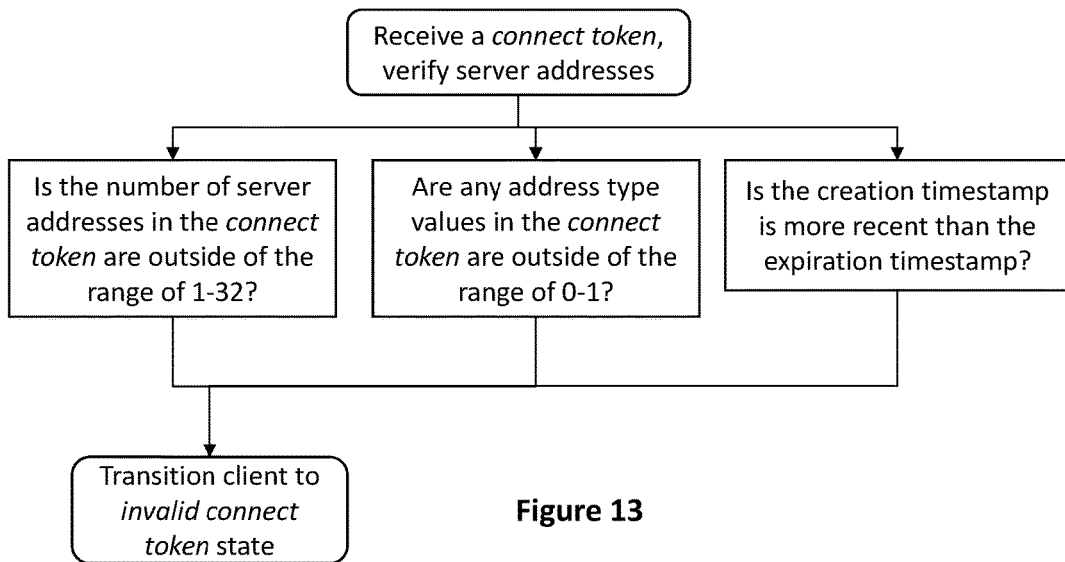 Receive a connect token,
verify server addresses
Is the number of server
addresses in the connect
token are outside of the
range of 1-32?
Are any address type
values in the connect
token are outside of the
range of 0-1?
Is the creation timestamp
is more recent than the
expiration timestamp?
Transition client to
invalid connect
token state
Figure 13